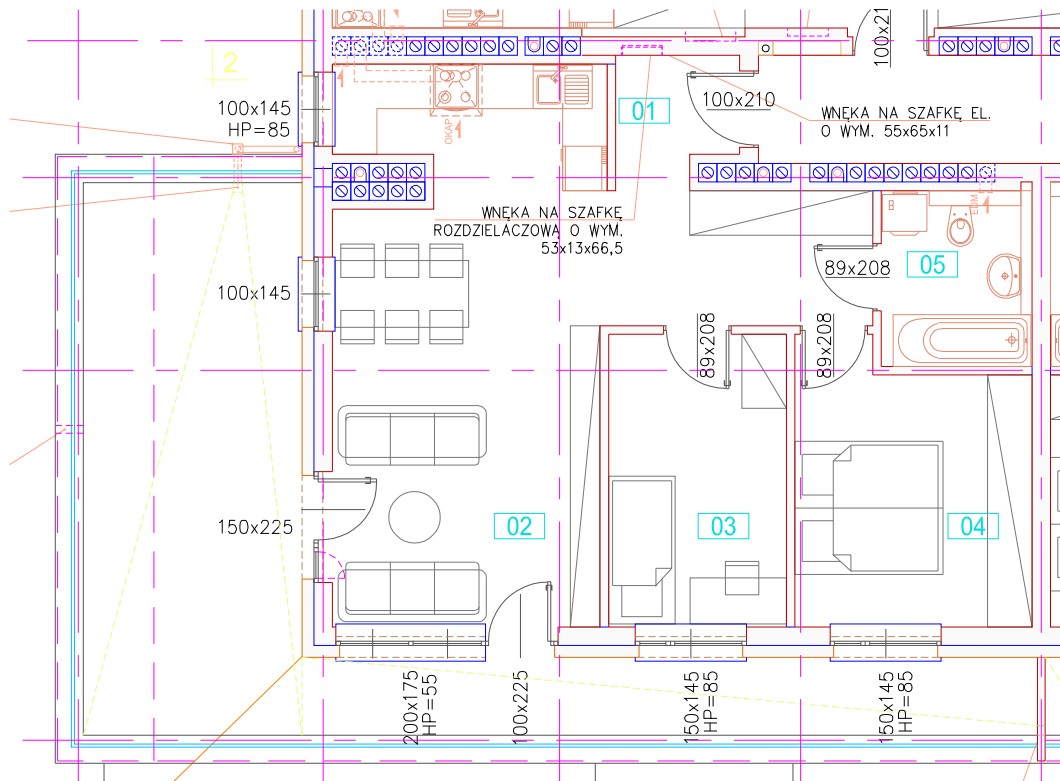 100x21
2
100x145
HP=85
01
100x210
WNĘKA NA SZAFKĘ EL.
O WYM. 55x65x11
OKAP
WNĘKA NA SZAFKĘ
ROZDZIELACZOWĄ O WYM.
53x13x66,5
EDM
100x145
89x208
05
89x208
89x208
150x225
02
03
04
200x175
HP=55
100x225
150x145
HP=85
150x145
HP=85